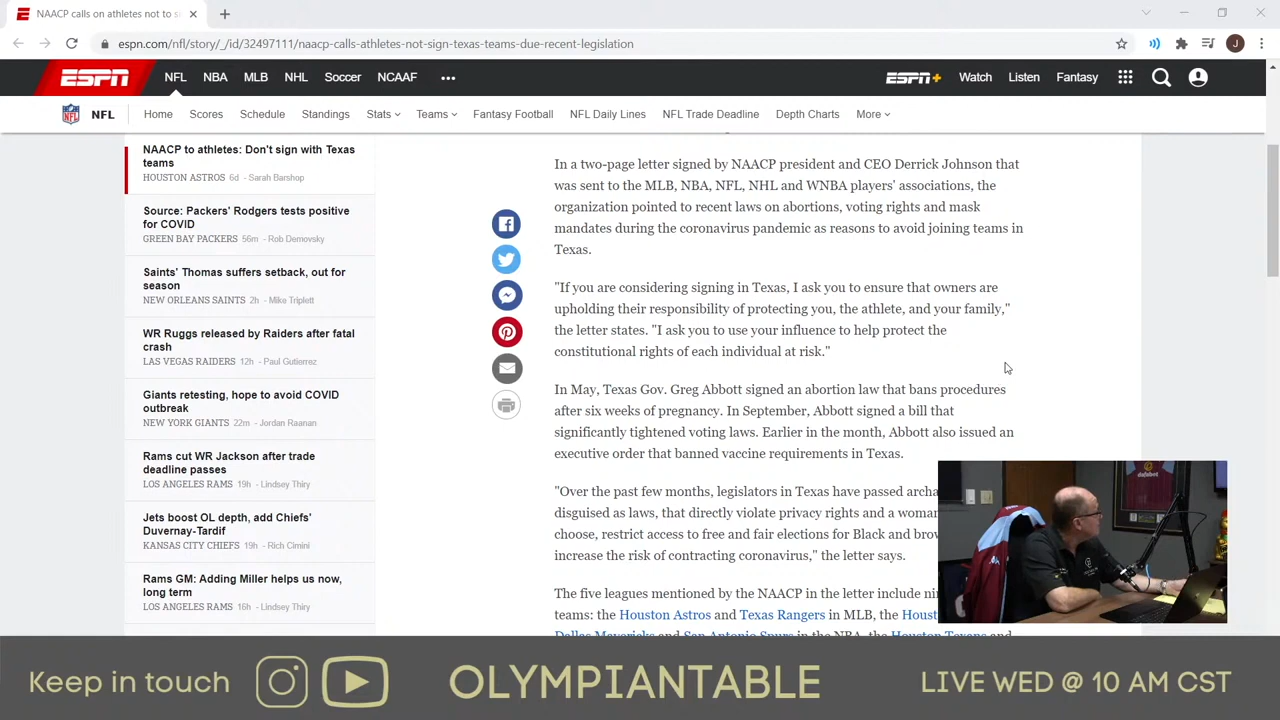 NAACP calls on athletes not to si
espn.com/nfl/story/_/id/32497111/naacp-calls-athletes-not-sign-texas-teams-due-recent-legislation
J
ESPN NFL NBA MLB NHL Soccer NCAAF ESPN+ Watch Listen Fantasy
NFL Home Scores Schedule Standings Stats Teams Fantasy Football NFL Daily Lines NFL Trade Deadline Depth Charts More
NAACP to athletes: Don't sign with Texas
teams
HOUSTON ASTROS 6d - Sarah Barshop
Source: Packers' Rodgers tests positive
for COVID
GREEN BAY PACKERS 56m - Rob Demovsky
Saints' Thomas suffers setback, out for
season
NEW ORLEANS SAINTS 2h - Mike Triplett
WR Ruggs released by Raiders after fatal
crash
LAS VEGAS RAIDERS 12h - Paul Gutierrez
Giants retesting, hope to avoid COVID
outbreak
NEW YORK GIANTS 22m - Jordan Raanan
Rams cut WR Jackson after trade
deadline passes
LOS ANGELES RAMS 19h - Lindsey Thiry
Jets boost OL depth, add Chiefs'
Duvernay-Tardif
KANSAS CITY CHIEFS 19h - Rich Cimini
Rams GM: Adding Miller helps us now,
long term
LOS ANGELES RAMS 16h - Lindsey Thiry
In a two-page letter signed by NAACP president and CEO Derrick Johnson that
was sent to the MLB, NBA, NFL, NHL and WNBA players' associations, the
organization pointed to recent laws on abortions, voting rights and mask
mandates during the coronavirus pandemic as reasons to avoid joining teams in
Texas.
"If you are considering signing in Texas, I ask you to ensure that owners are
upholding their responsibility of protecting you, the athlete, and your family,"
the letter states. "I ask you to use your influence to help protect the
constitutional rights of each individual at risk."
In May, Texas Gov. Greg Abbott signed an abortion law that bans procedures
after six weeks of pregnancy. In September, Abbott signed a bill that
significantly tightened voting laws. Earlier in the month, Abbott also issued an
executive order that banned vaccine requirements in Texas.
"Over the past few months, legislators in Texas have passed archa
disguised as laws, that directly violate privacy rights and a woman
choose, restrict access to free and fair elections for Black and brow
increase the risk of contracting coronavirus," the letter says.
The five leagues mentioned by the NAACP in the letter include nin
teams: the Houston Astros and Texas Rangers in MLB, the Hous
Dallas Mavericks and San Antonio Spurs in the NBA, the Houston Texans and
Keep in touch OLYMPIANTABLE LIVE WED @ 10 AM CST